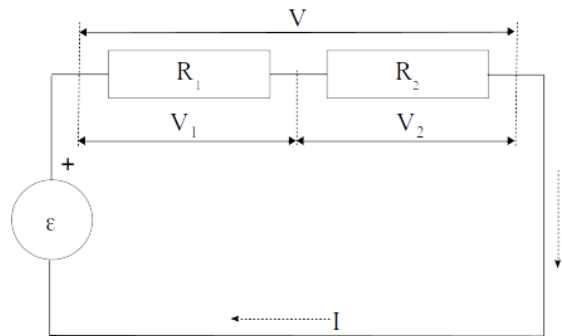 V
R₁ R₂
V₁ V₂
+
ε
I